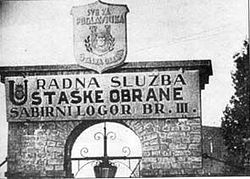 SVE ZA
POGLAVNIKA
RADNA SLUŽBA
USTAŠKE OBRANE
SABIRNI LOGOR BR. III.